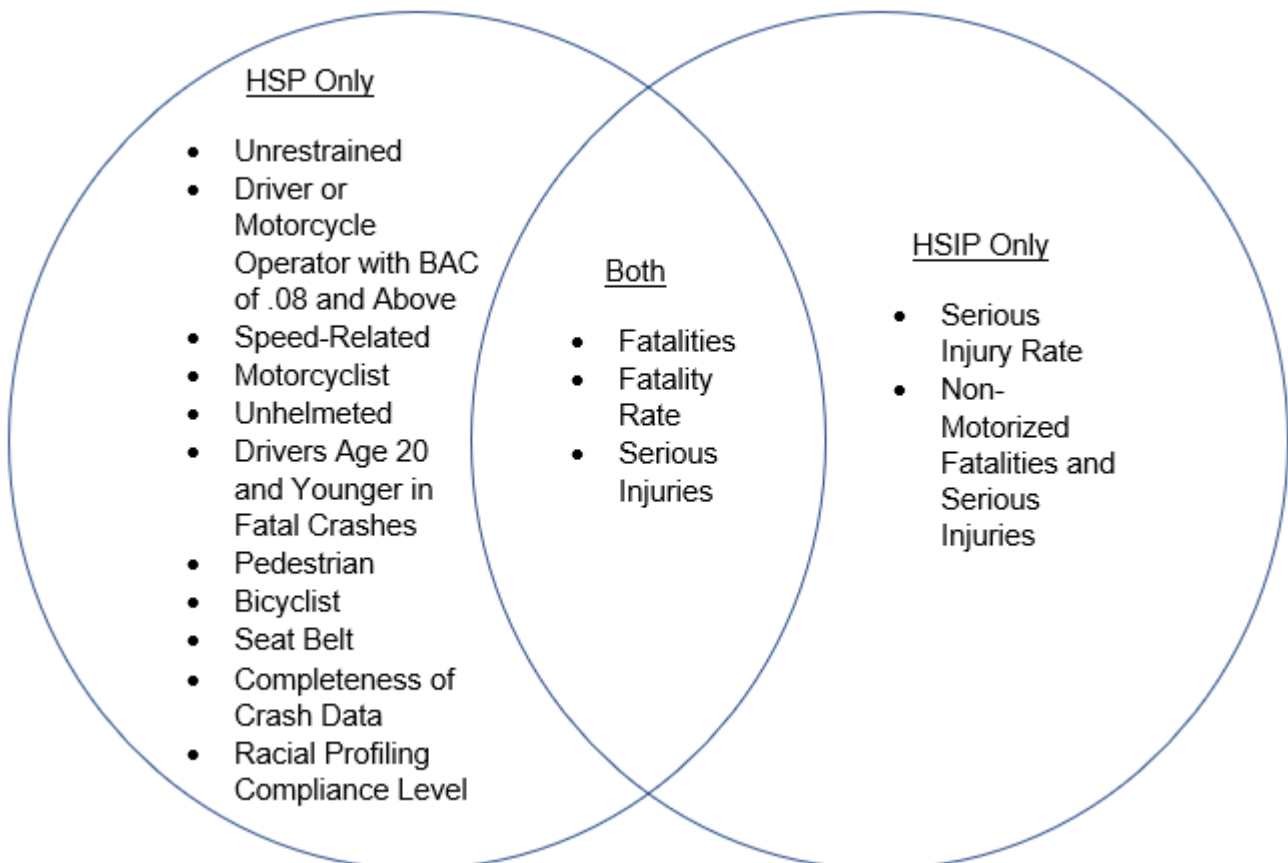 HSP Only
• Unrestrained
• Driver or
Motorcycle
Operator with BAC
of .08 and Above
• Speed-Related
• Motorcyclist
• Unhelmeted
• Drivers Age 20
and Younger in
Fatal Crashes
• Pedestrian
• Bicyclist
• Seat Belt
• Completeness of
Crash Data
• Racial Profiling
Compliance Level
Both
• Fatalities
• Fatality
Rate
• Serious
Injuries
HSIP Only
• Serious
Injury Rate
• Non-
Motorized
Fatalities and
Serious
Injuries